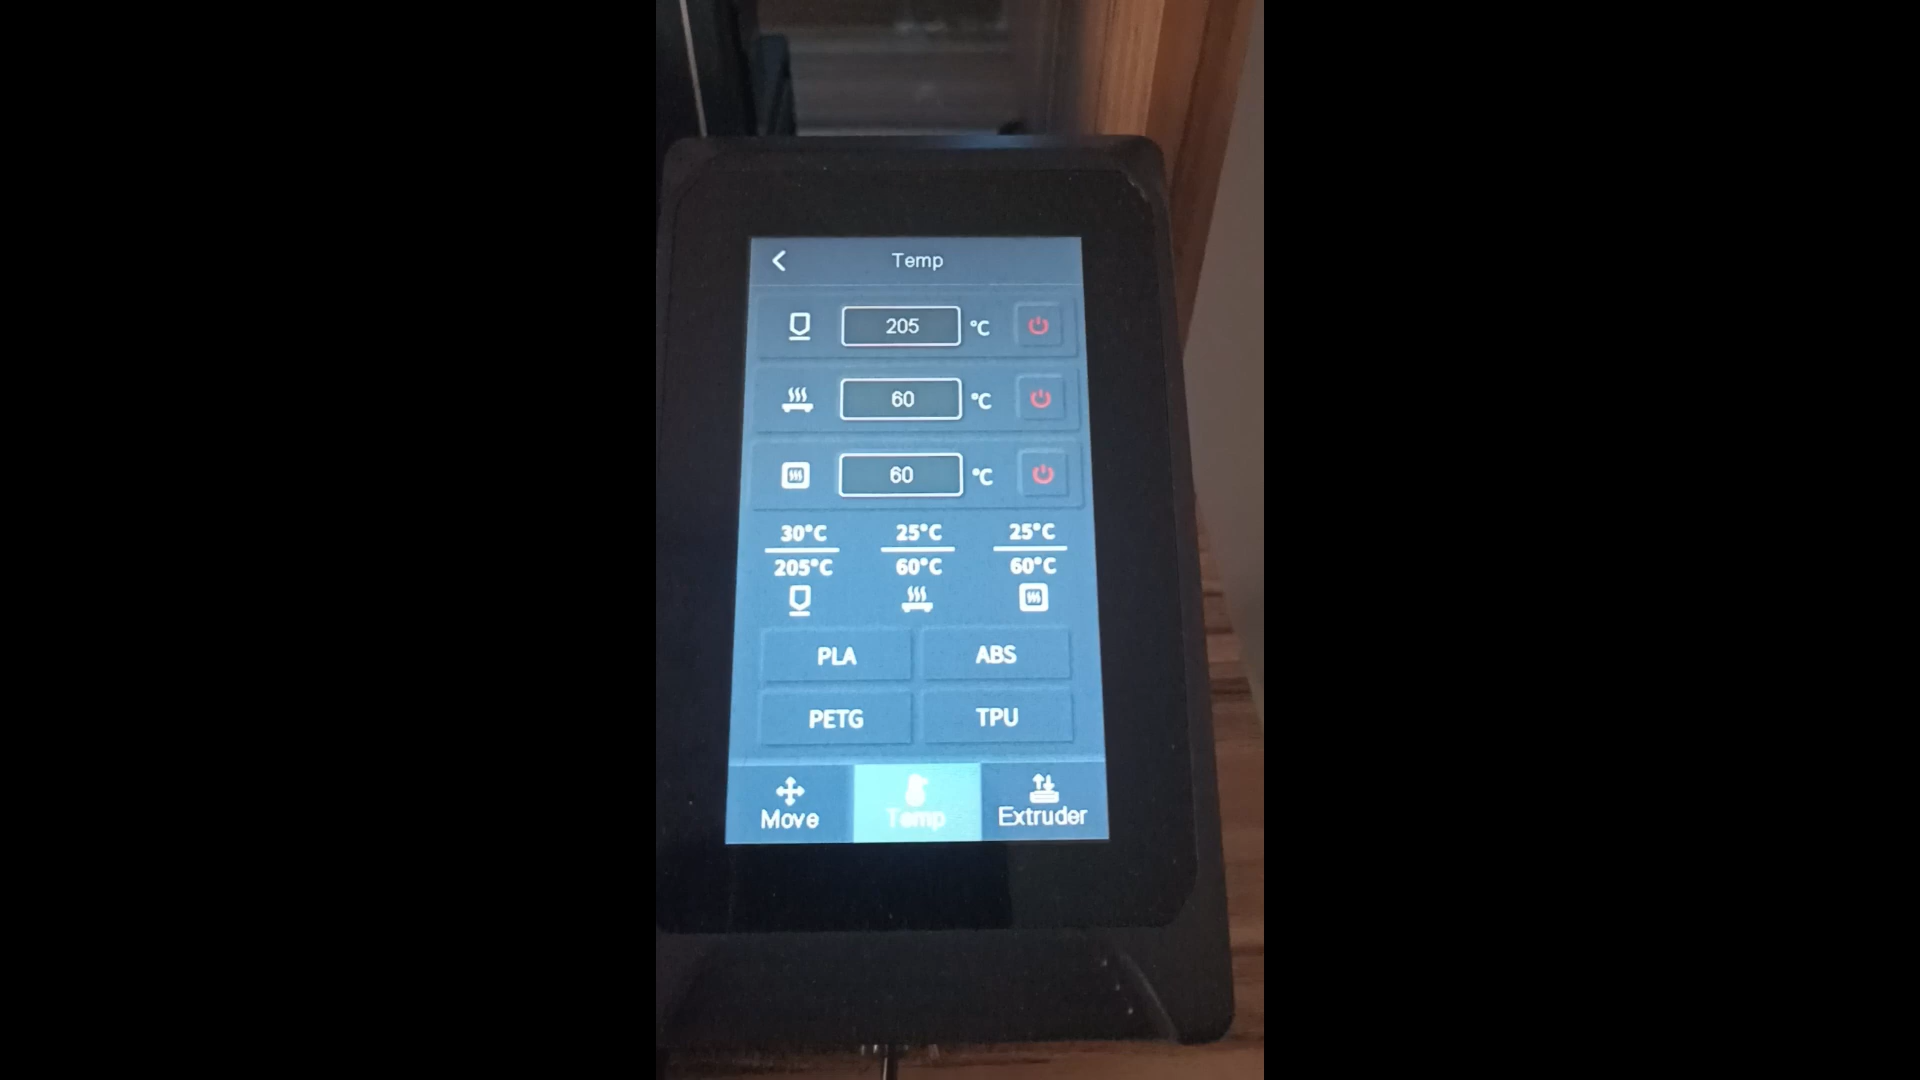 Temp
205 °C
60 °C
60 °C
30°C 25°C 25°C
205°C 60°C 60°C
PLA ABS
PETG TPU
Move Temp Extruder